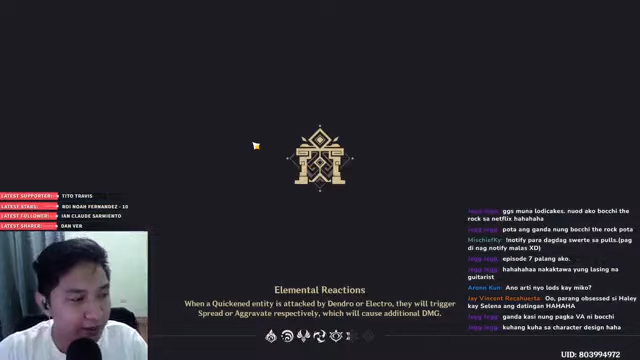 LATEST SUPPORTER: TITO TRAVIS
LATEST STARS: ROI NOAH FERNANDEZ - 10
LATEST FOLLOWER: IAN CLAUDE SARMIENTO
LATEST SHARER: DAN VER
Elemental Reactions
When a Quickened entity is attacked by Dendro or Electro, they will trigger
Spread or Aggravate respectively, which will cause additional DMG.
ggs muna lodicakes. nuod ako bocchi the
rock sa netflix hahahaha
pota ang ganda nung bocchi the rock pota
MischiefKy: !notify para dagdag swerte sa pulls.(pag
di nag notify malas XD)
episode 7 palang ako.
hahahahaa nakaktawa yung lasing na
guitarist
Arono Kun: Ano arti nyo lods kay miko?
Jay Vincent Recahuerta: Oo, parang obsessed si Haley
kay Selena ang datingan HAHAHA
ganda kasi nung pagka VA ni bocchi
kuhang kuha sa character design haha
UID: 803994972